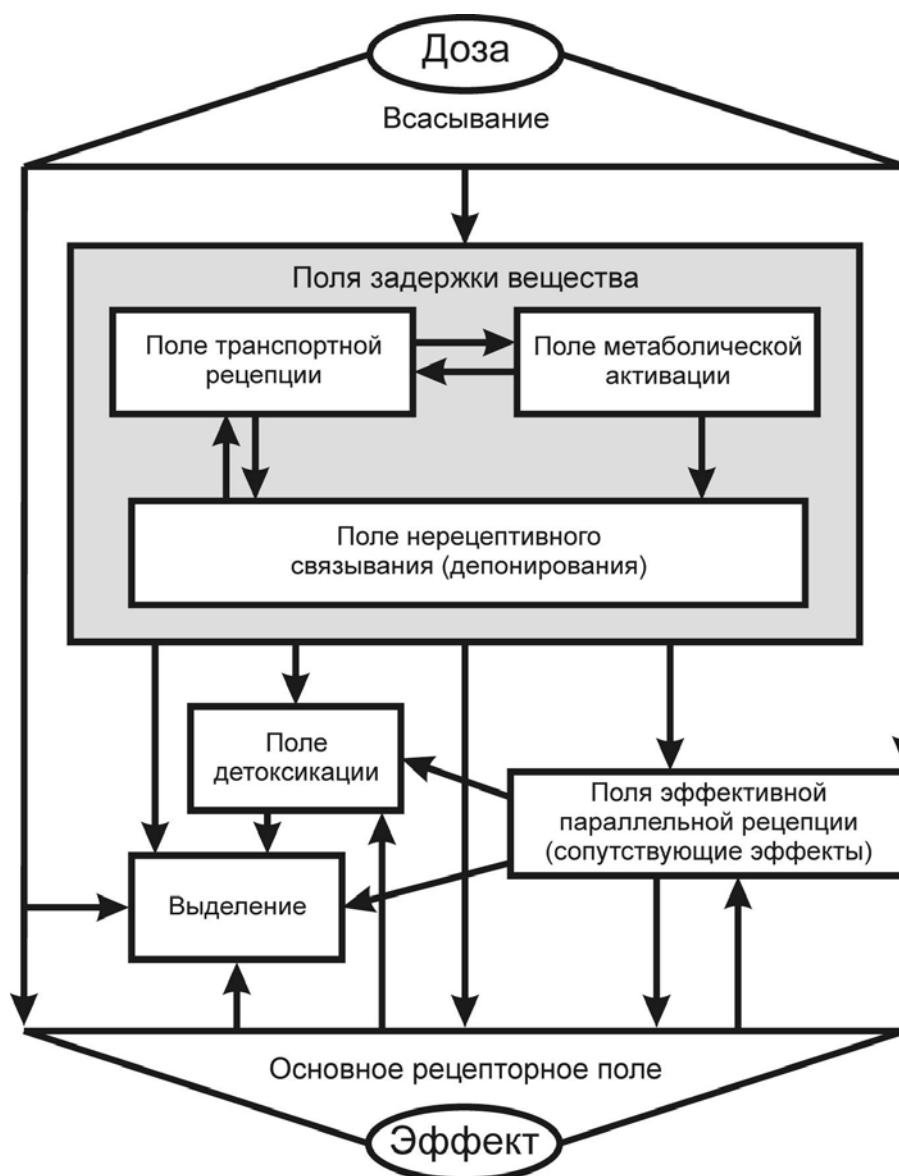 Доза
Всасывание
Поля задержки вещества
Поле транспортной
рецепции
Поле метаболической
активации
Поле нерецептивного
связывания (депонирования)
Поле
детоксикации
Поля эффективной
параллельной рецепции
(сопутствующие эффекты)
Выделение
Основное рецепторное поле
Эффект